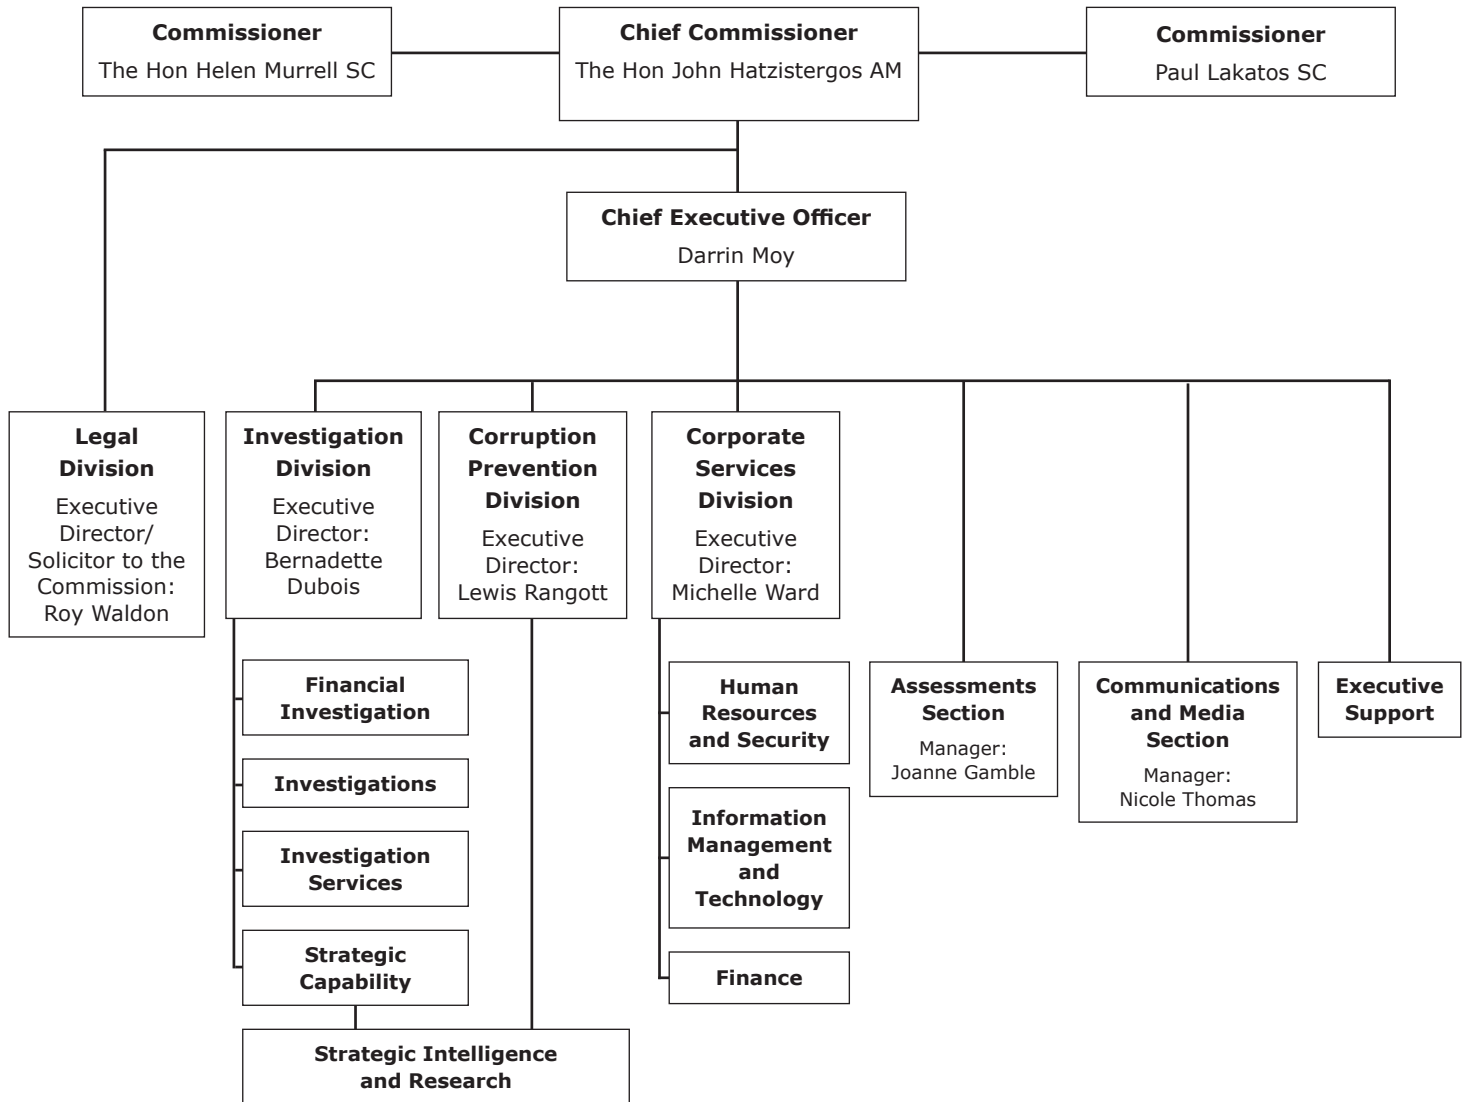 Commissioner
The Hon Helen Murrell SC
Chief Commissioner
The Hon John Hatzistergos AM
Commissioner
Paul Lakatos SC
Chief Executive Officer
Darrin Moy
Legal
Division
Executive
Director/
Solicitor to the
Commission:
Roy Waldon
Investigation
Division
Executive
Director:
Bernadette
Dubois
Corruption
Prevention
Division
Executive
Director:
Lewis Rangott
Corporate
Services
Division
Executive
Director:
Michelle Ward
Financial
Investigation
Investigations
Investigation
Services
Strategic
Capability
Strategic Intelligence
and Research
Human
Resources
and Security
Information
Management
and
Technology
Finance
Assessments
Section
Manager:
Joanne Gamble
Communications
and Media
Section
Manager:
Nicole Thomas
Executive
Support